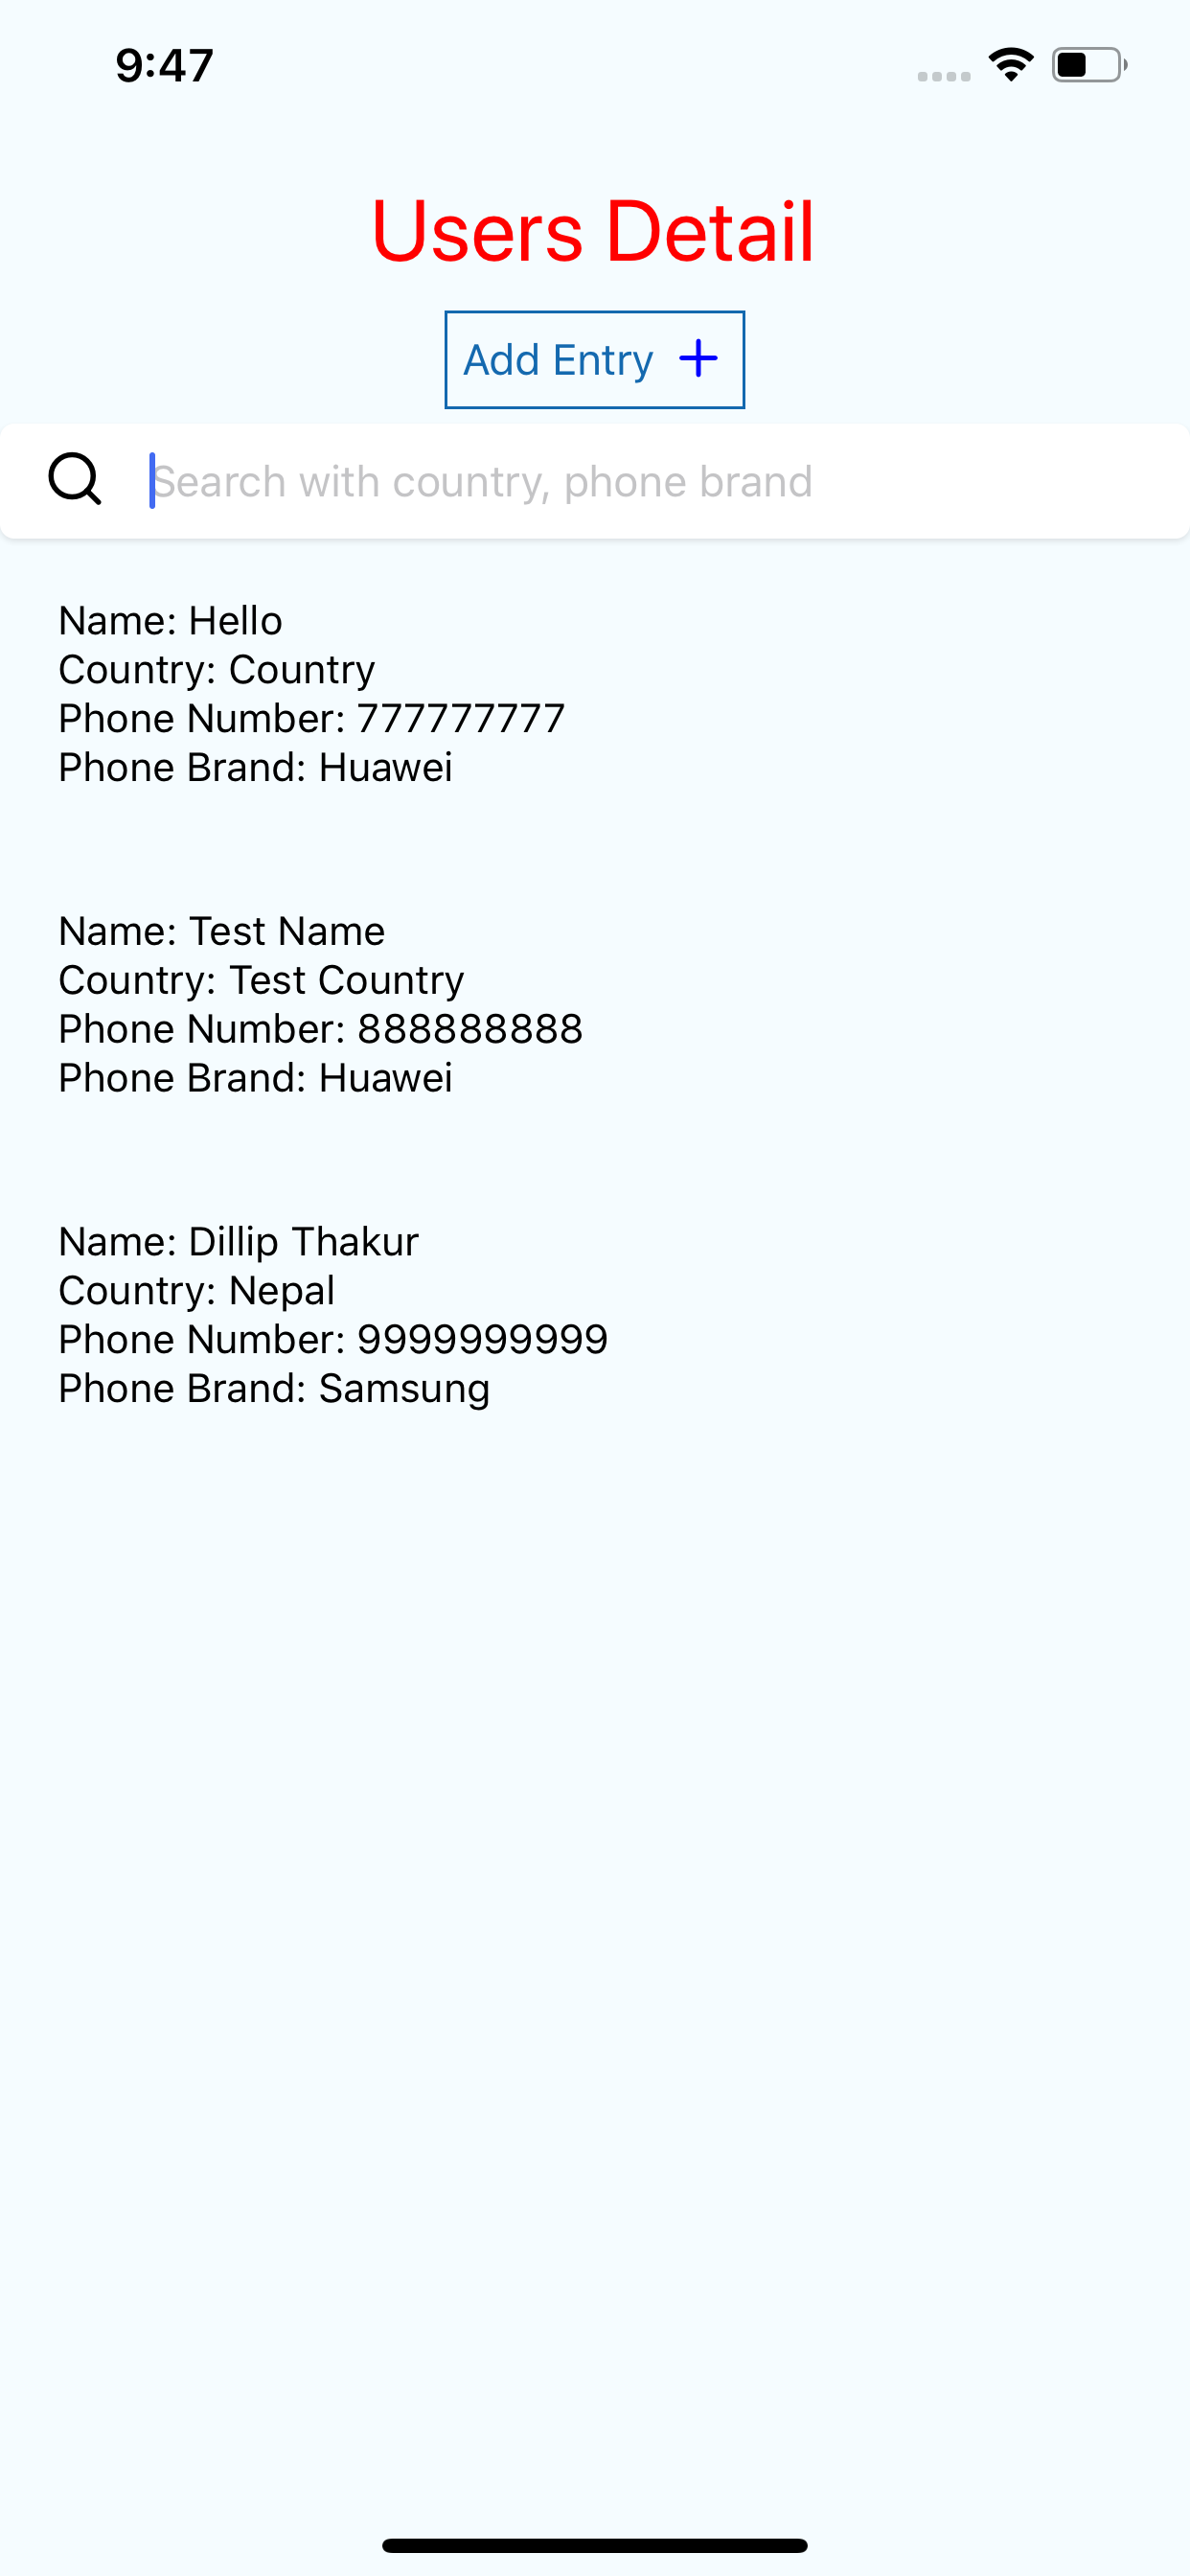 9:47
Users Detail
Add Entry +
Search with country, phone brand
Name: Hello
Country: Country
Phone Number: 777777777
Phone Brand: Huawei
Name: Test Name
Country: Test Country
Phone Number: 888888888
Phone Brand: Huawei
Name: Dillip Thakur
Country: Nepal
Phone Number: 9999999999
Phone Brand: Samsung